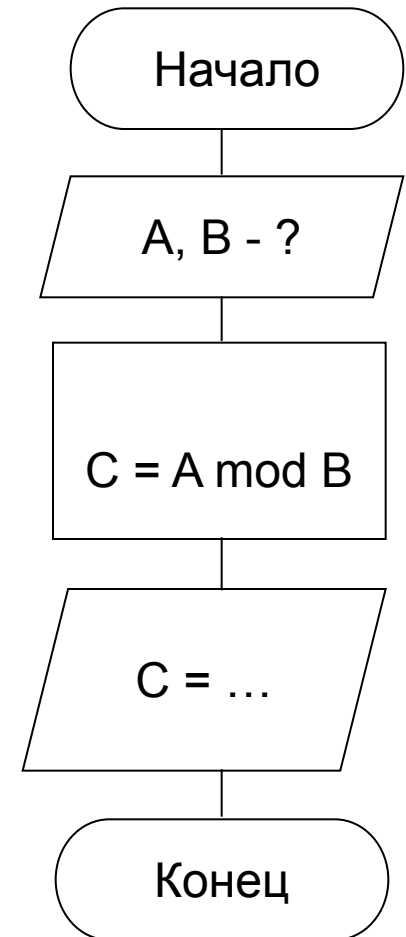 Начало
A, B - ?
C = A mod B
C = …
Конец